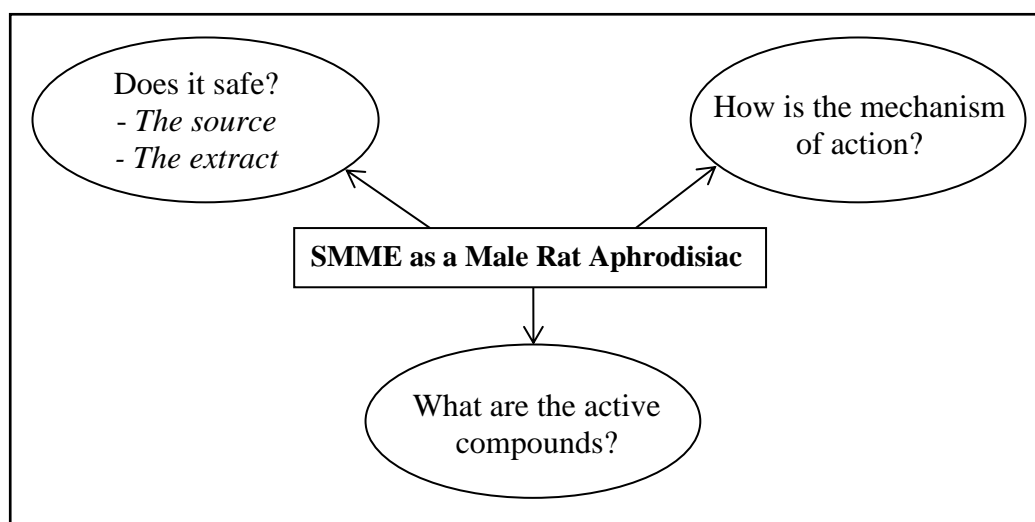 Does it safe?
- The source
- The extract
How is the mechanism
of action?
SMME as a Male Rat Aphrodisiac
What are the active
compounds?